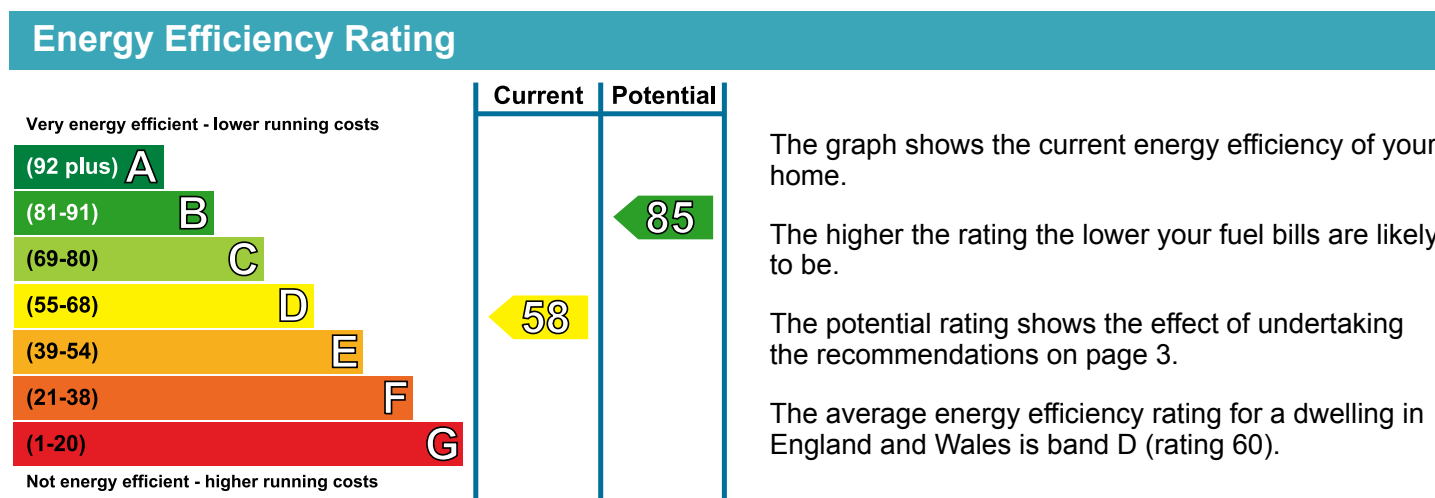 Energy Efficiency Rating
Current Potential
Very energy efficient - lower running costs
(92 plus) A
(81-91) B
85
(69-80) C
(55-68) D
58
(39-54) E
(21-38) F
(1-20) G
Not energy efficient - higher running costs
The graph shows the current energy efficiency of your
home.
The higher the rating the lower your fuel bills are likely
to be.
The potential rating shows the effect of undertaking
the recommendations on page 3.
The average energy efficiency rating for a dwelling in
England and Wales is band D (rating 60).